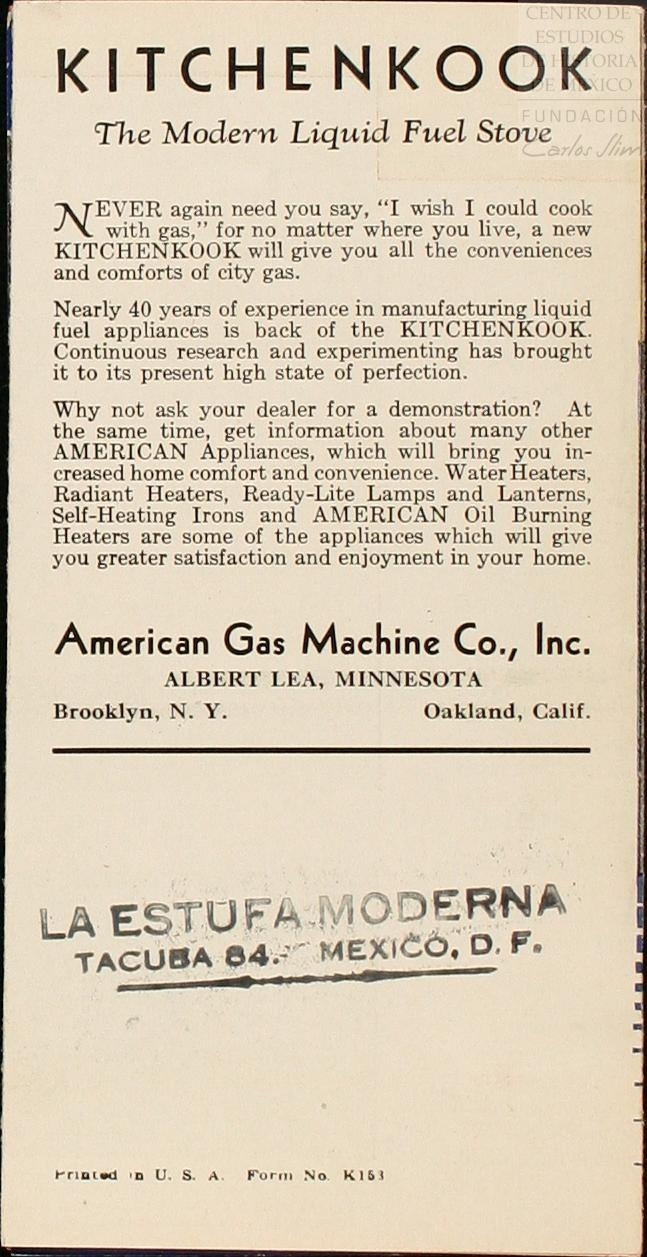 CENTRO DE
ESTUDIOS
DE HISTORIA
DE MÉXICO
FUNDACIÓN
Carlos Slim
KITCHENKOOK
The Modern Liquid Fuel Stove
NEVER again need you say, "I wish I could cook
with gas," for no matter where you live, a new
KITCHENKOOK will give you all the conveniences
and comforts of city gas.
Nearly 40 years of experience in manufacturing liquid
fuel appliances is back of the KITCHENKOOK.
Continuous research and experimenting has brought
it to its present high state of perfection.
Why not ask your dealer for a demonstration? At
the same time, get information about many other
AMERICAN Appliances, which will bring you in-
creased home comfort and convenience. Water Heaters,
Radiant Heaters, Ready-Lite Lamps and Lanterns,
Self-Heating Irons and AMERICAN Oil Burning
Heaters are some of the appliances which will give
you greater satisfaction and enjoyment in your home.
American Gas Machine Co., Inc.
ALBERT LEA, MINNESOTA
Brooklyn, N. Y. Oakland, Calif.
LA ESTUFA MODERNA
TACUBA 84.- MEXICO, D. F.
Printed in U. S. A. Form No. K153